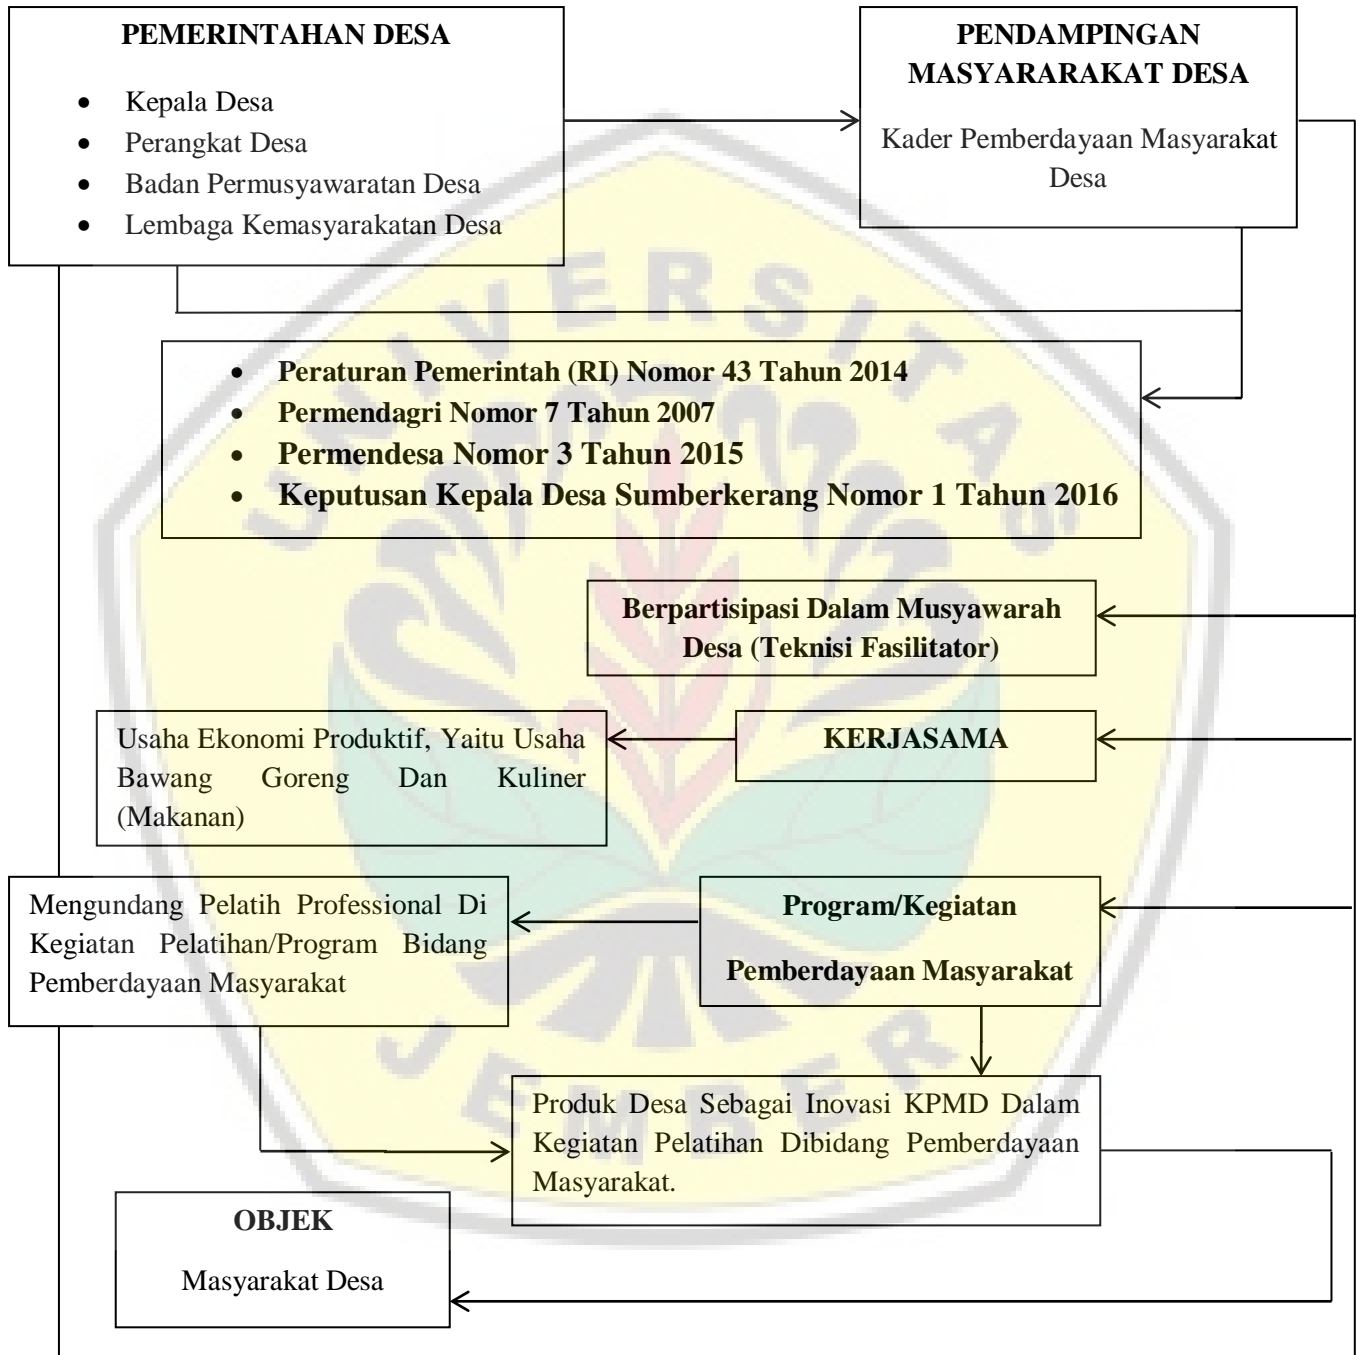 PEMERINTAHAN DESA
• Kepala Desa
• Perangkat Desa
• Badan Permusyawaratan Desa
• Lembaga Kemasyarakatan Desa
PENDAMPINGAN
MASYARARAKAT DESA
Kader Pemberdayaan Masyarakat
Desa
• Peraturan Pemerintah (RI) Nomor 43 Tahun 2014
• Permendagri Nomor 7 Tahun 2007
• Permendesa Nomor 3 Tahun 2015
• Keputusan Kepala Desa Sumberkerang Nomor 1 Tahun 2016
Berpartisipasi Dalam Musyawarah
Desa (Teknisi Fasilitator)
Usaha Ekonomi Produktif, Yaitu Usaha
Bawang Goreng Dan Kuliner
(Makanan)
KERJASAMA
Mengundang Pelatih Professional Di
Kegiatan Pelatihan/Program Bidang
Pemberdayaan Masyarakat
Program/Kegiatan
Pemberdayaan Masyarakat
Produk Desa Sebagai Inovasi KPMD Dalam
Kegiatan Pelatihan Dibidang Pemberdayaan
Masyarakat.
OBJEK
Masyarakat Desa
UNIVERSITAS
JEMBER